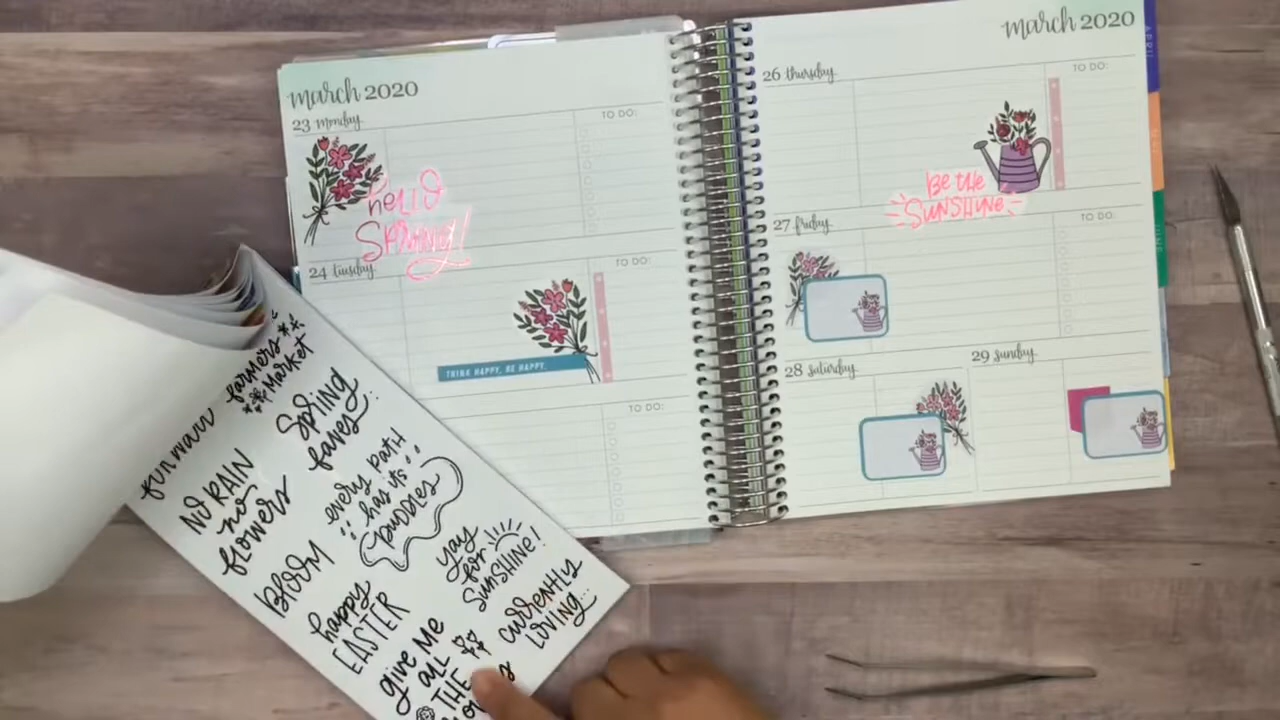 march 2020
23 monday
TO DO:
hello
Spring!!
24 tuesday
TO DO:
THINK HAPPY, BE HAPPY.
TO DO:
march 2020
26 thursday
TO DO:
Be the
SUNSHINE
27 friday
TO DO:
28 saturday
29 sunday
APRIL
JUNE
farmers
Market
Spring
faves
NO RAIN
no
flowers
every path
has its
puddles
Bloom
yay
for
SUNSHINE!
happy
EASTER
currently
LOVING...
give Me
ALL
THE